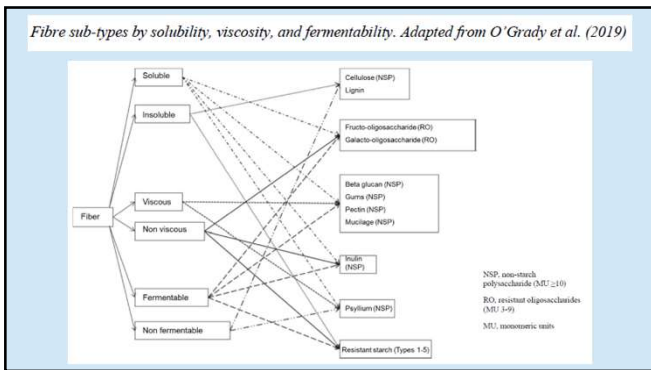 Fibre sub-types by solubility, viscosity, and fermentability. Adapted from O'Grady et al. (2019)
Fiber
Soluble
Insoluble
Viscous
Non viscous
Fermentable
Non fermentable
Cellulose (NSP)
Lignin
Fructo-oligosaccharide (RO)
Galacto-oligosaccharide (RO)
Beta glucan (NSP)
Gums (NSP)
Pectin (NSP)
Mucilage (NSP)
Inulin
(NSP)
Psyllium (NSP)
Resistant starch (Types 1-5)
NSP, non-starch
polysaccharide (MU ≥10)
RO, resistant oligosaccharides
(MU 3-9)
MU, monomeric units